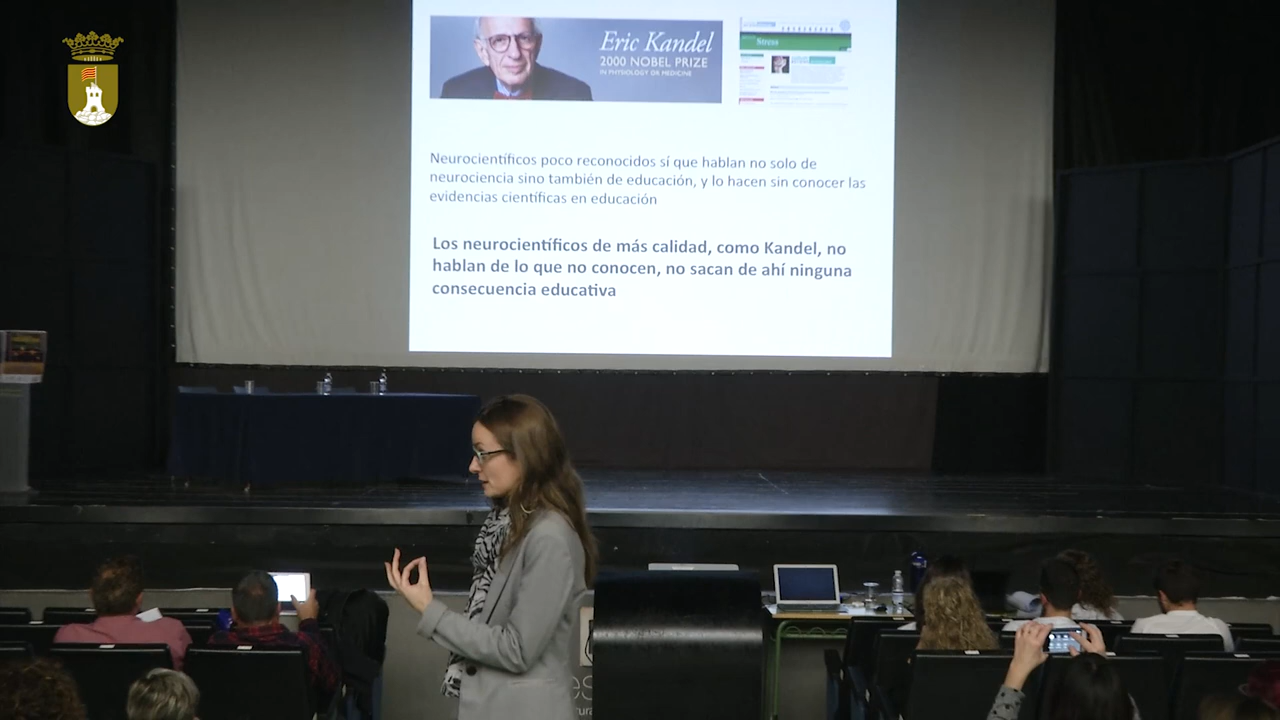 Eric Kandel
2000 NOBEL PRIZE
IN PHYSIOLOGY OR MEDICINE
Stress
Neurocientíficos poco reconocidos sí que hablan no solo de
neurociencia sino también de educación, y lo hacen sin conocer las
evidencias científicas en educación
Los neurocientíficos de más calidad, como Kandel, no
hablan de lo que no conocen, no sacan de ahí ninguna
consecuencia educativa